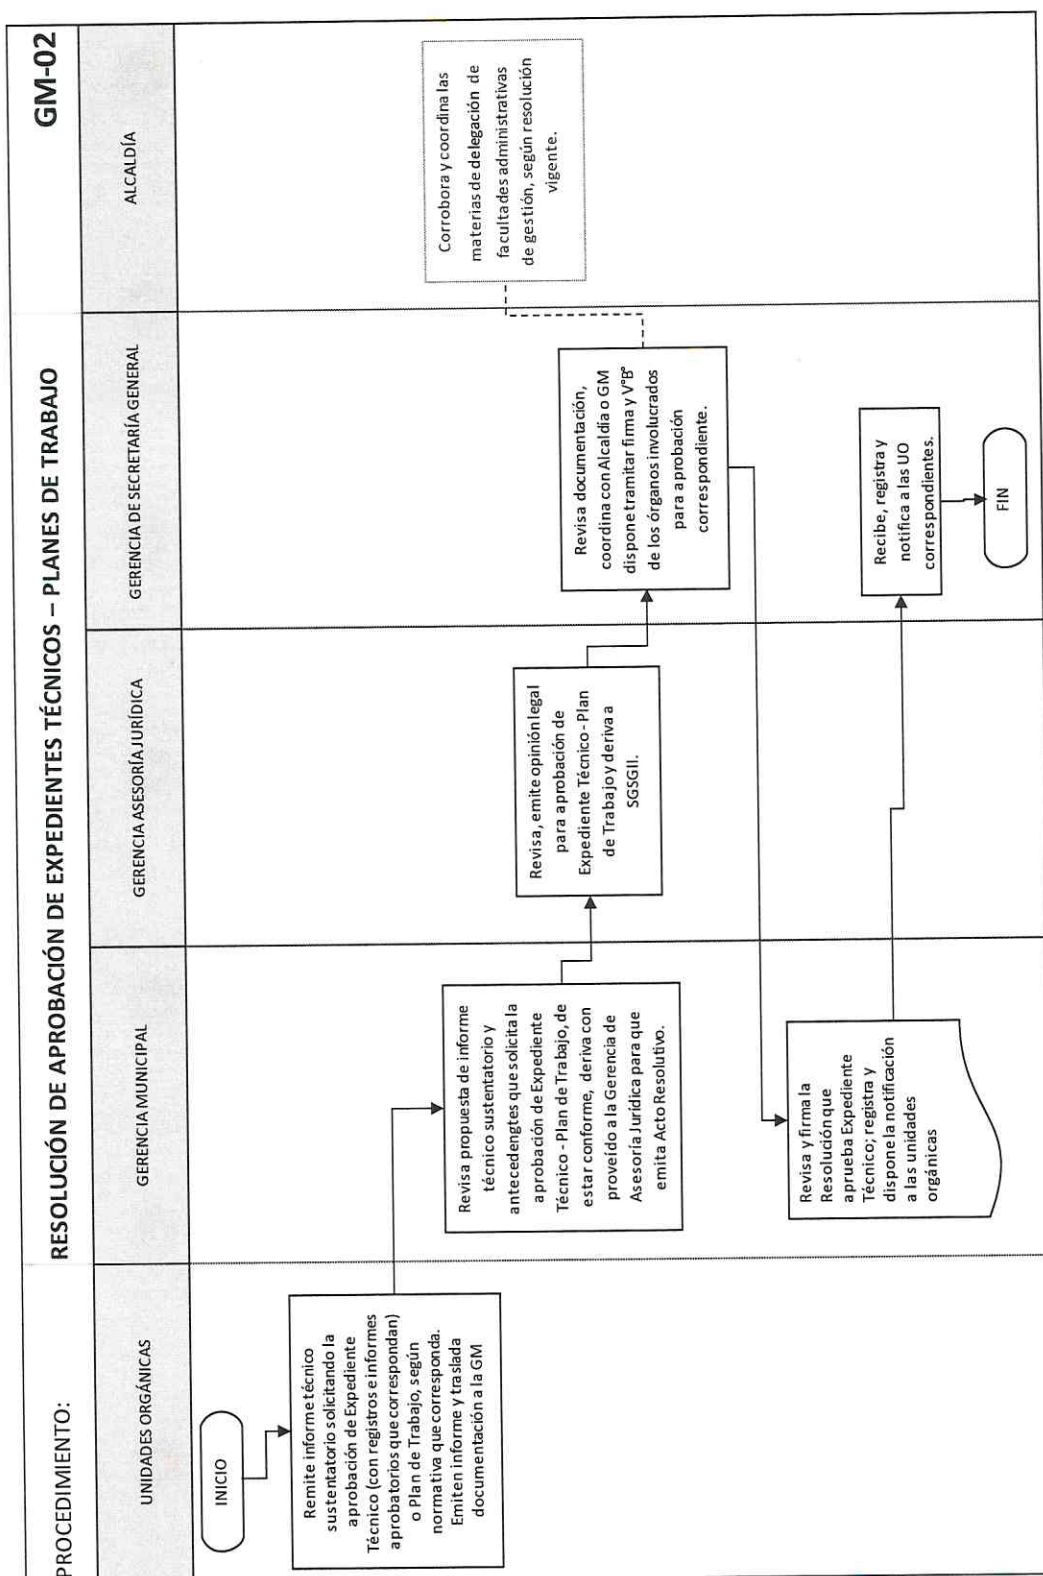 PROCEDIMIENTO:
RESOLUCIÓN DE APROBACIÓN DE EXPEDIENTES TÉCNICOS – PLANES DE TRABAJO
GM-02
UNIDADES ORGÁNICAS
GERENCIA MUNICIPAL
GERENCIA ASESORÍA JURÍDICA
GERENCIA DE SECRETARÍA GENERAL
ALCALDÍA
INICIO
Remite informe técnico
sustentatorio solicitando la
aprobación de Expediente
Técnico (con registros e informes
aprobatorios que correspondan)
o Plan de Trabajo, según
normativa que corresponda.
Emiten informe y traslada
documentación a la GM
Revisa propuesta de informe
técnico sustentatorio y
antecedengtes que solicita la
aprobación de Expediente
Técnico - Plan de Trabajo, de
estar conforme, deriva con
proveído a la Gerencia de
Asesoría Jurídica para que
emita Acto Resolutivo.
Revisa, emite opinión legal
para aprobación de
Expediente Técnico - Plan
de Trabajo y deriva a
SGSGII.
Revisa documentación,
coordina con Alcaldía o GM
dispone tramitar firma y V°B°
de los órganos involucrados
para aprobación
correspondiente.
Corrobora y coordina las
materias de delegación de
facultades administrativas
de gestión, según resolución
vigente.
Revisa y firma la
Resolución que
aprueba Expediente
Técnico; registra y
dispone la notificación
a las unidades
orgánicas
Recibe, registra y
notifica a las UO
correspondientes.
FIN